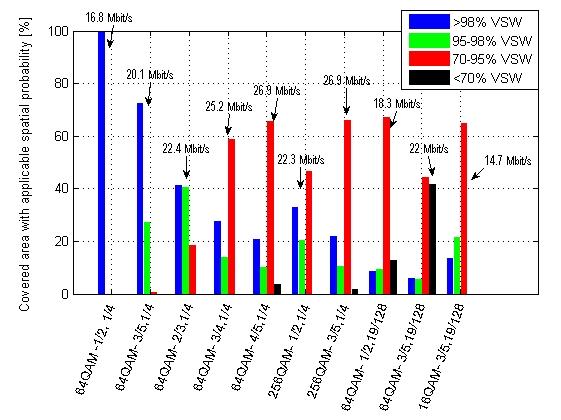 >98% VSW
95-98% VSW
70-95% VSW
<70% VSW
Covered area with applicable spatial probability [%]
100
80
60
40
20
0
16.8 Mbit/s
20.1 Mbit/s
22.4 Mbit/s
25.2 Mbit/s
26.9 Mbit/s
22.3 Mbit/s
26.9 Mbit/s
18.3 Mbit/s
22 Mbit/s
14.7 Mbit/s
64QAM -1/2, 1/4
64QAM- 3/5,1/4
64QAM- 2/3,1/4
64QAM- 3/4,1/4
64QAM- 4/5,1/4
256QAM- 1/2,1/4
256QAM- 3/5,1/4
64QAM- 1/2,19/128
64QAM- 3/5,19/128
16QAM- 3/5,19/128